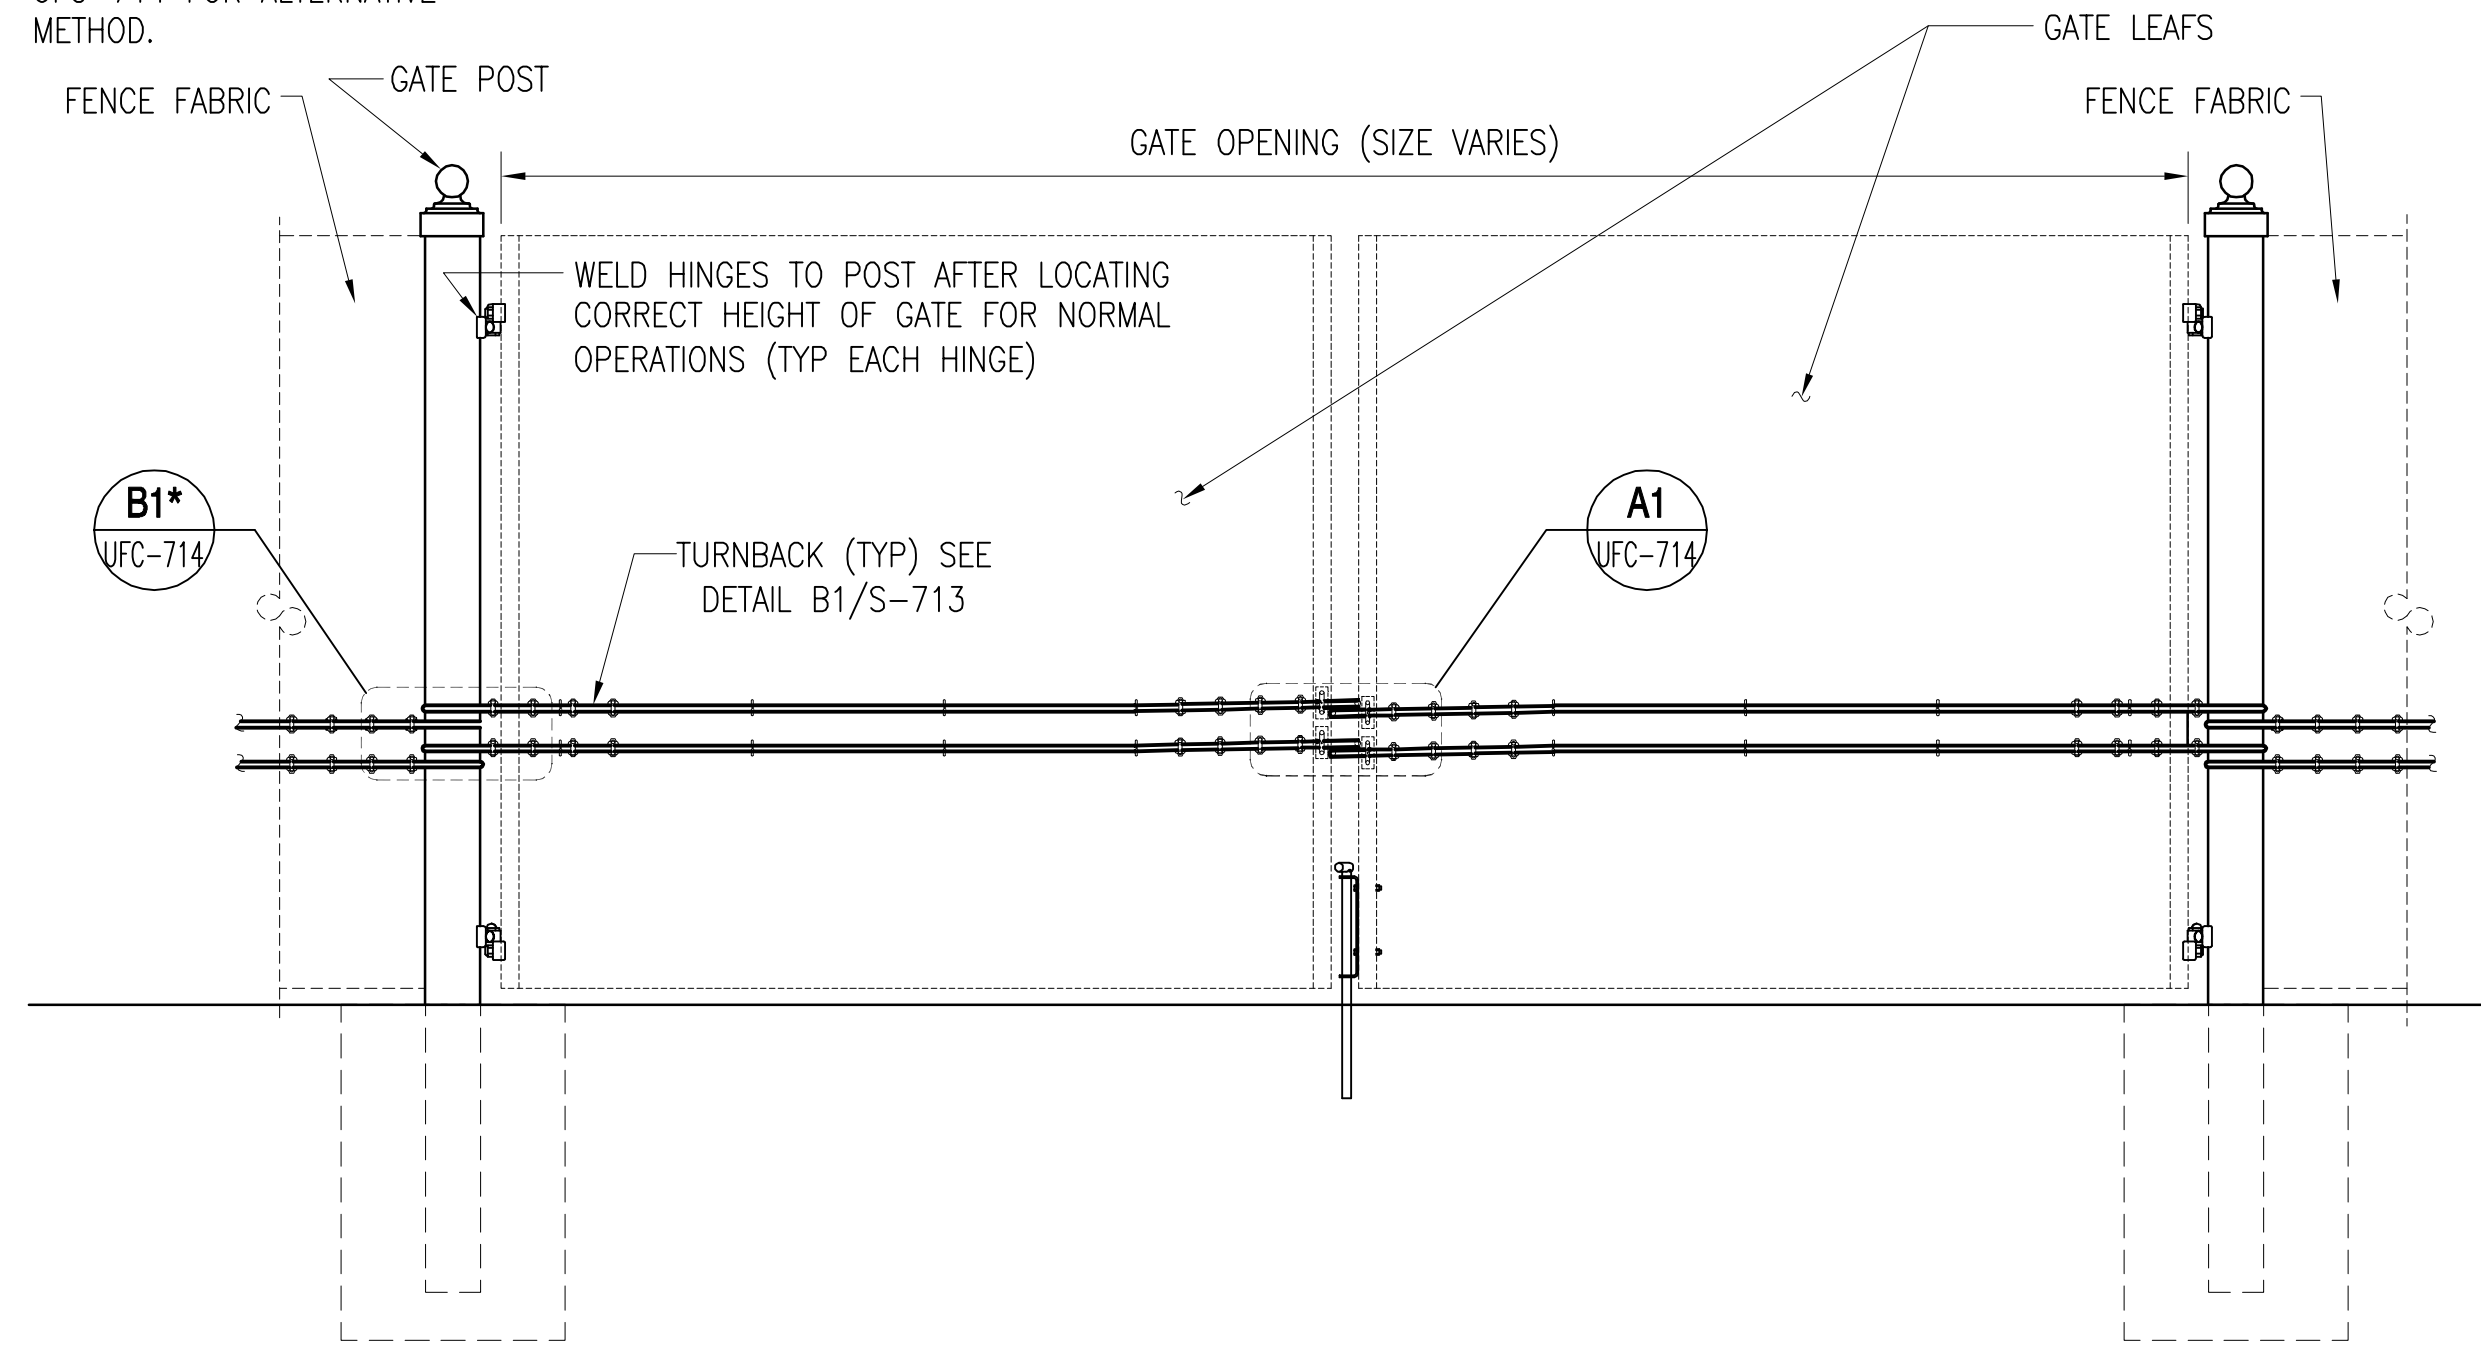 METHOD.
GATE LEAFS
GATE POST
FENCE FABRIC
FENCE FABRIC
GATE OPENING (SIZE VARIES)
WELD HINGES TO POST AFTER LOCATING
CORRECT HEIGHT OF GATE FOR NORMAL
OPERATIONS (TYP EACH HINGE)
B1*
UFC-714
A1
UFC-714
TURNBACK (TYP) SEE
DETAIL B1/S-713